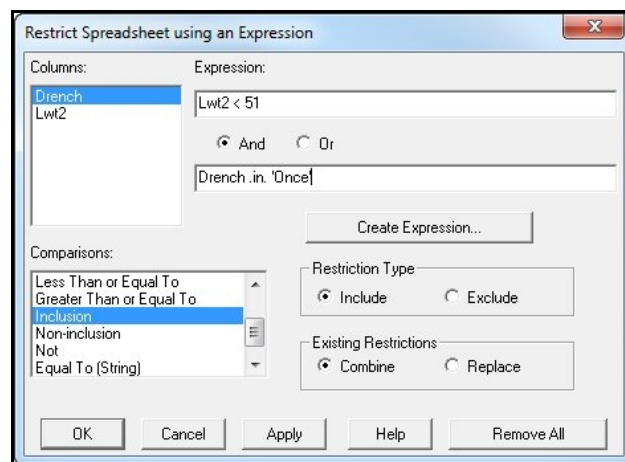 Restrict Spreadsheet using an Expression
Columns:
Expression:
Drench
Lwt2
Lwt2 < 51
And
Or
Drench .in. 'Once'
Create Expression...
Comparisons:
Less Than or Equal To
Greater Than or Equal To
Inclusion
Non-inclusion
Not
Equal To (String)
Restriction Type
Include
Exclude
Existing Restrictions
Combine
Replace
OK
Cancel
Apply
Help
Remove All